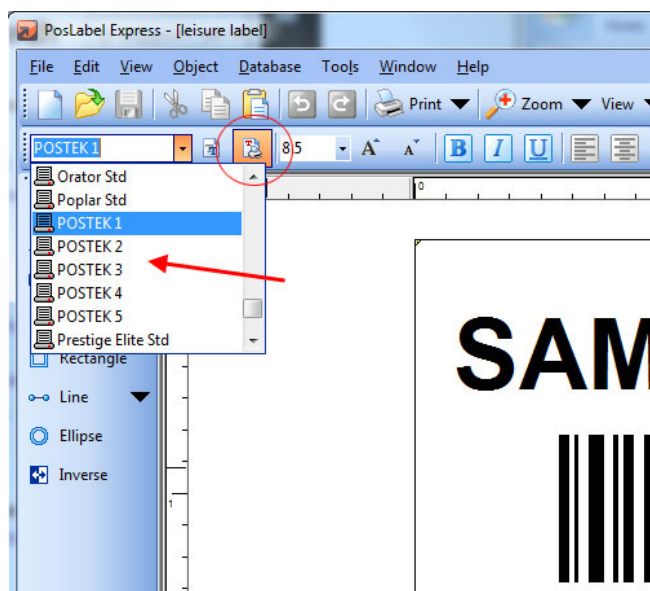 PosLabel Express - [leisure label]
File Edit View Object Database Tools Window Help
Print Zoom View
POSTEK 1 8.5 A A B I U
Orator Std
Poplar Std
POSTEK 1
POSTEK 2
POSTEK 3
POSTEK 4
POSTEK 5
Prestige Elite Std
Rectangle
Line
Ellipse
Inverse
0
1
SAM